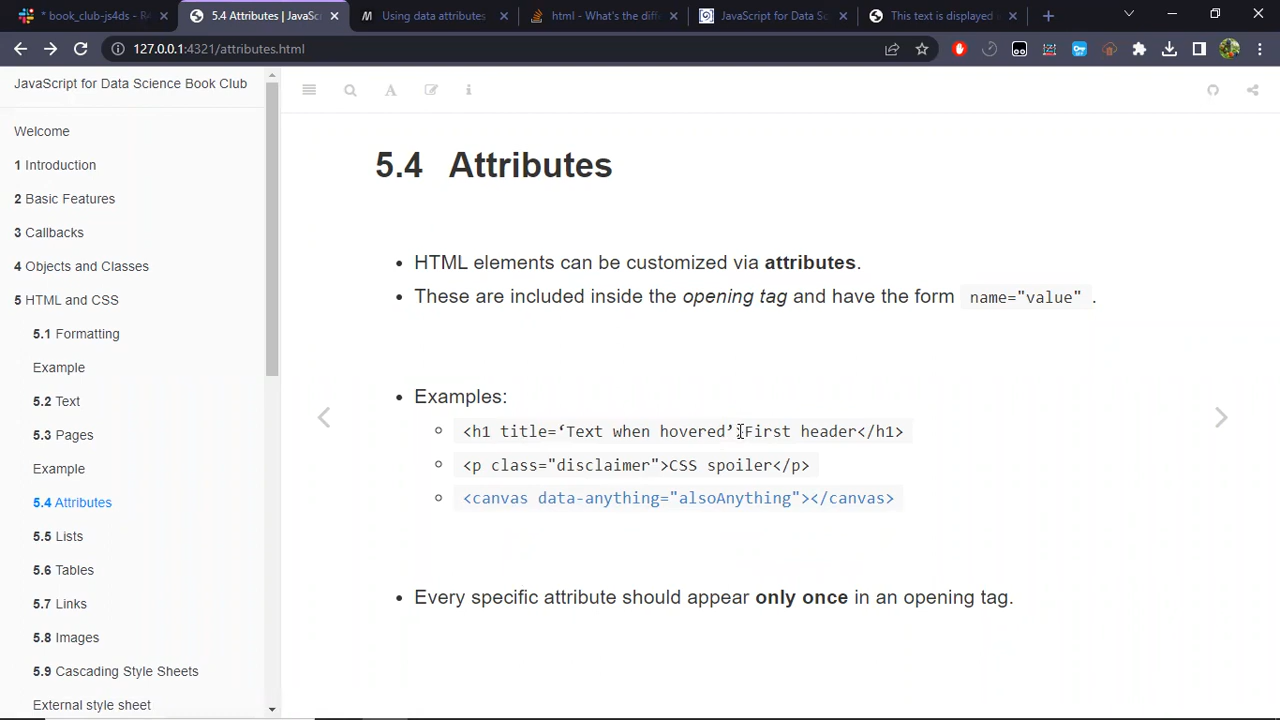 * book_club-js4ds - R4
5.4 Attributes | JavaSc
Using data attributes
html - What's the diff
JavaScript for Data Sc
This text is displayed
127.0.0.1:4321/attributes.html
JavaScript for Data Science Book Club
Welcome
1 Introduction
2 Basic Features
3 Callbacks
4 Objects and Classes
5 HTML and CSS
5.1 Formatting
Example
5.2 Text
5.3 Pages
Example
5.4 Attributes
5.5 Lists
5.6 Tables
5.7 Links
5.8 Images
5.9 Cascading Style Sheets
External style sheet
5.4 Attributes
• HTML elements can be customized via attributes.
• These are included inside the opening tag and have the form name="value" .
• Examples:
<h1 title=‘Text when hovered’>First header</h1>
<p class="disclaimer">CSS spoiler</p>
<canvas data-anything="alsoAnything"></canvas>
• Every specific attribute should appear only once in an opening tag.